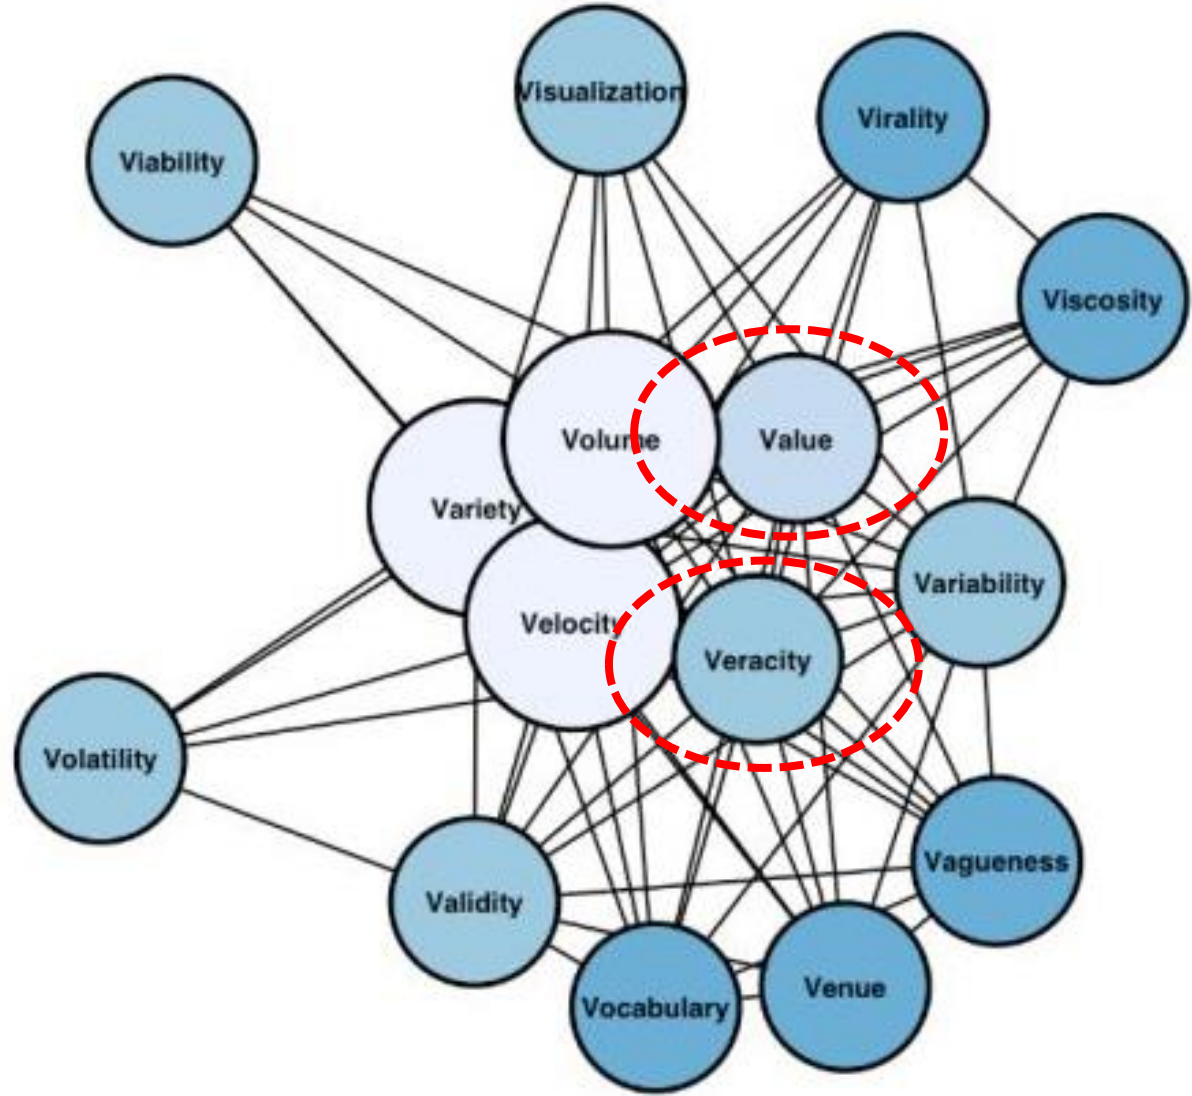 Visualization
Virality
Viability
Viscosity
Volume
Value
Variety
Variability
Velocity
Veracity
Volatility
Vagueness
Validity
Venue
Vocabulary